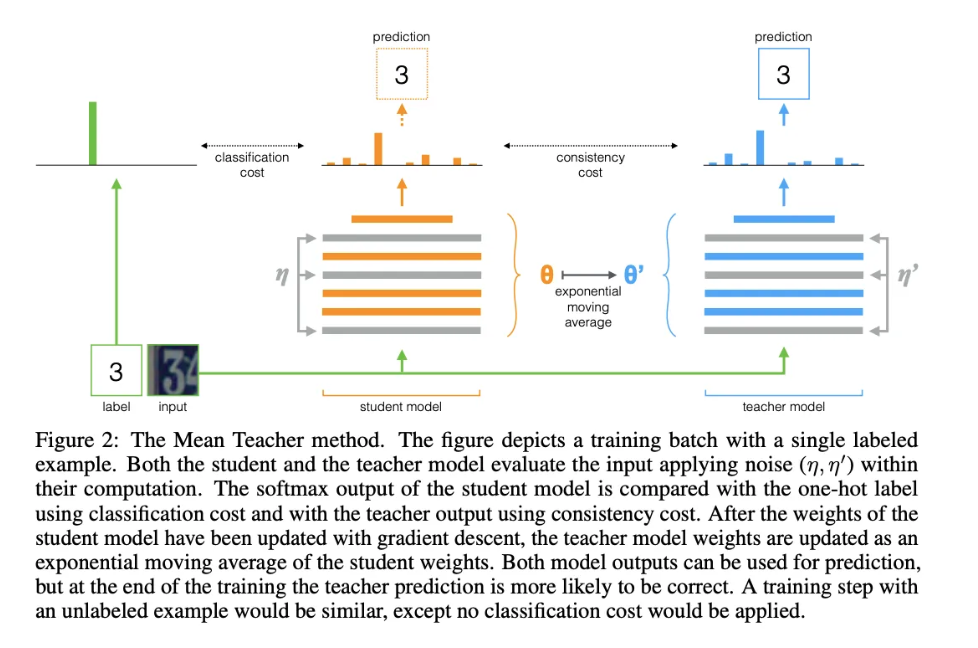 prediction
3
prediction
3
classification
cost
consistency
cost
η
θ
θ’
exponential
moving
average
η’
3
34
label
input
student model
teacher model
Figure 2: The Mean Teacher method. The figure depicts a training batch with a single labeled
example. Both the student and the teacher model evaluate the input applying noise (η, η′) within
their computation. The softmax output of the student model is compared with the one-hot label
using classification cost and with the teacher output using consistency cost. After the weights of the
student model have been updated with gradient descent, the teacher model weights are updated as an
exponential moving average of the student weights. Both model outputs can be used for prediction,
but at the end of the training the teacher prediction is more likely to be correct. A training step with
an unlabeled example would be similar, except no classification cost would be applied.